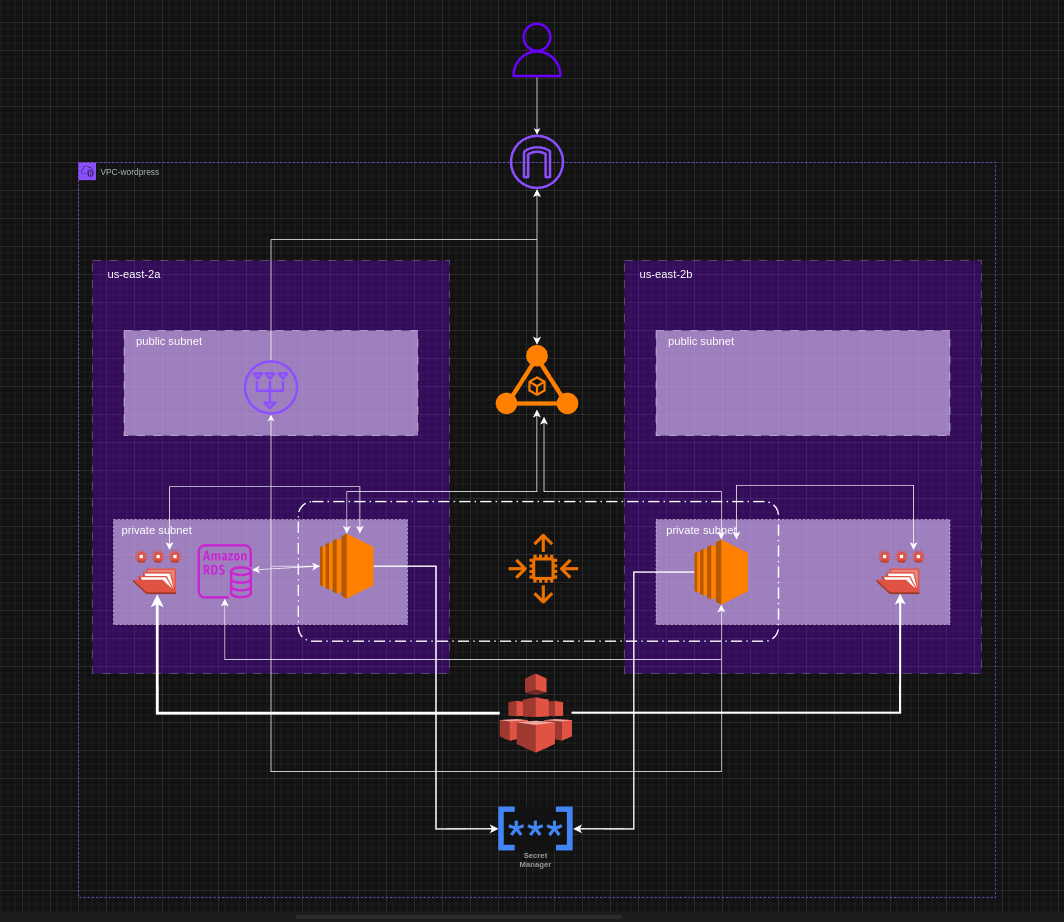 VPC-wordpress
us-east-2a
us-east-2b
public subnet
public subnet
private subnet
private subnet
Amazon
RDS
[***]
Secret
Manager